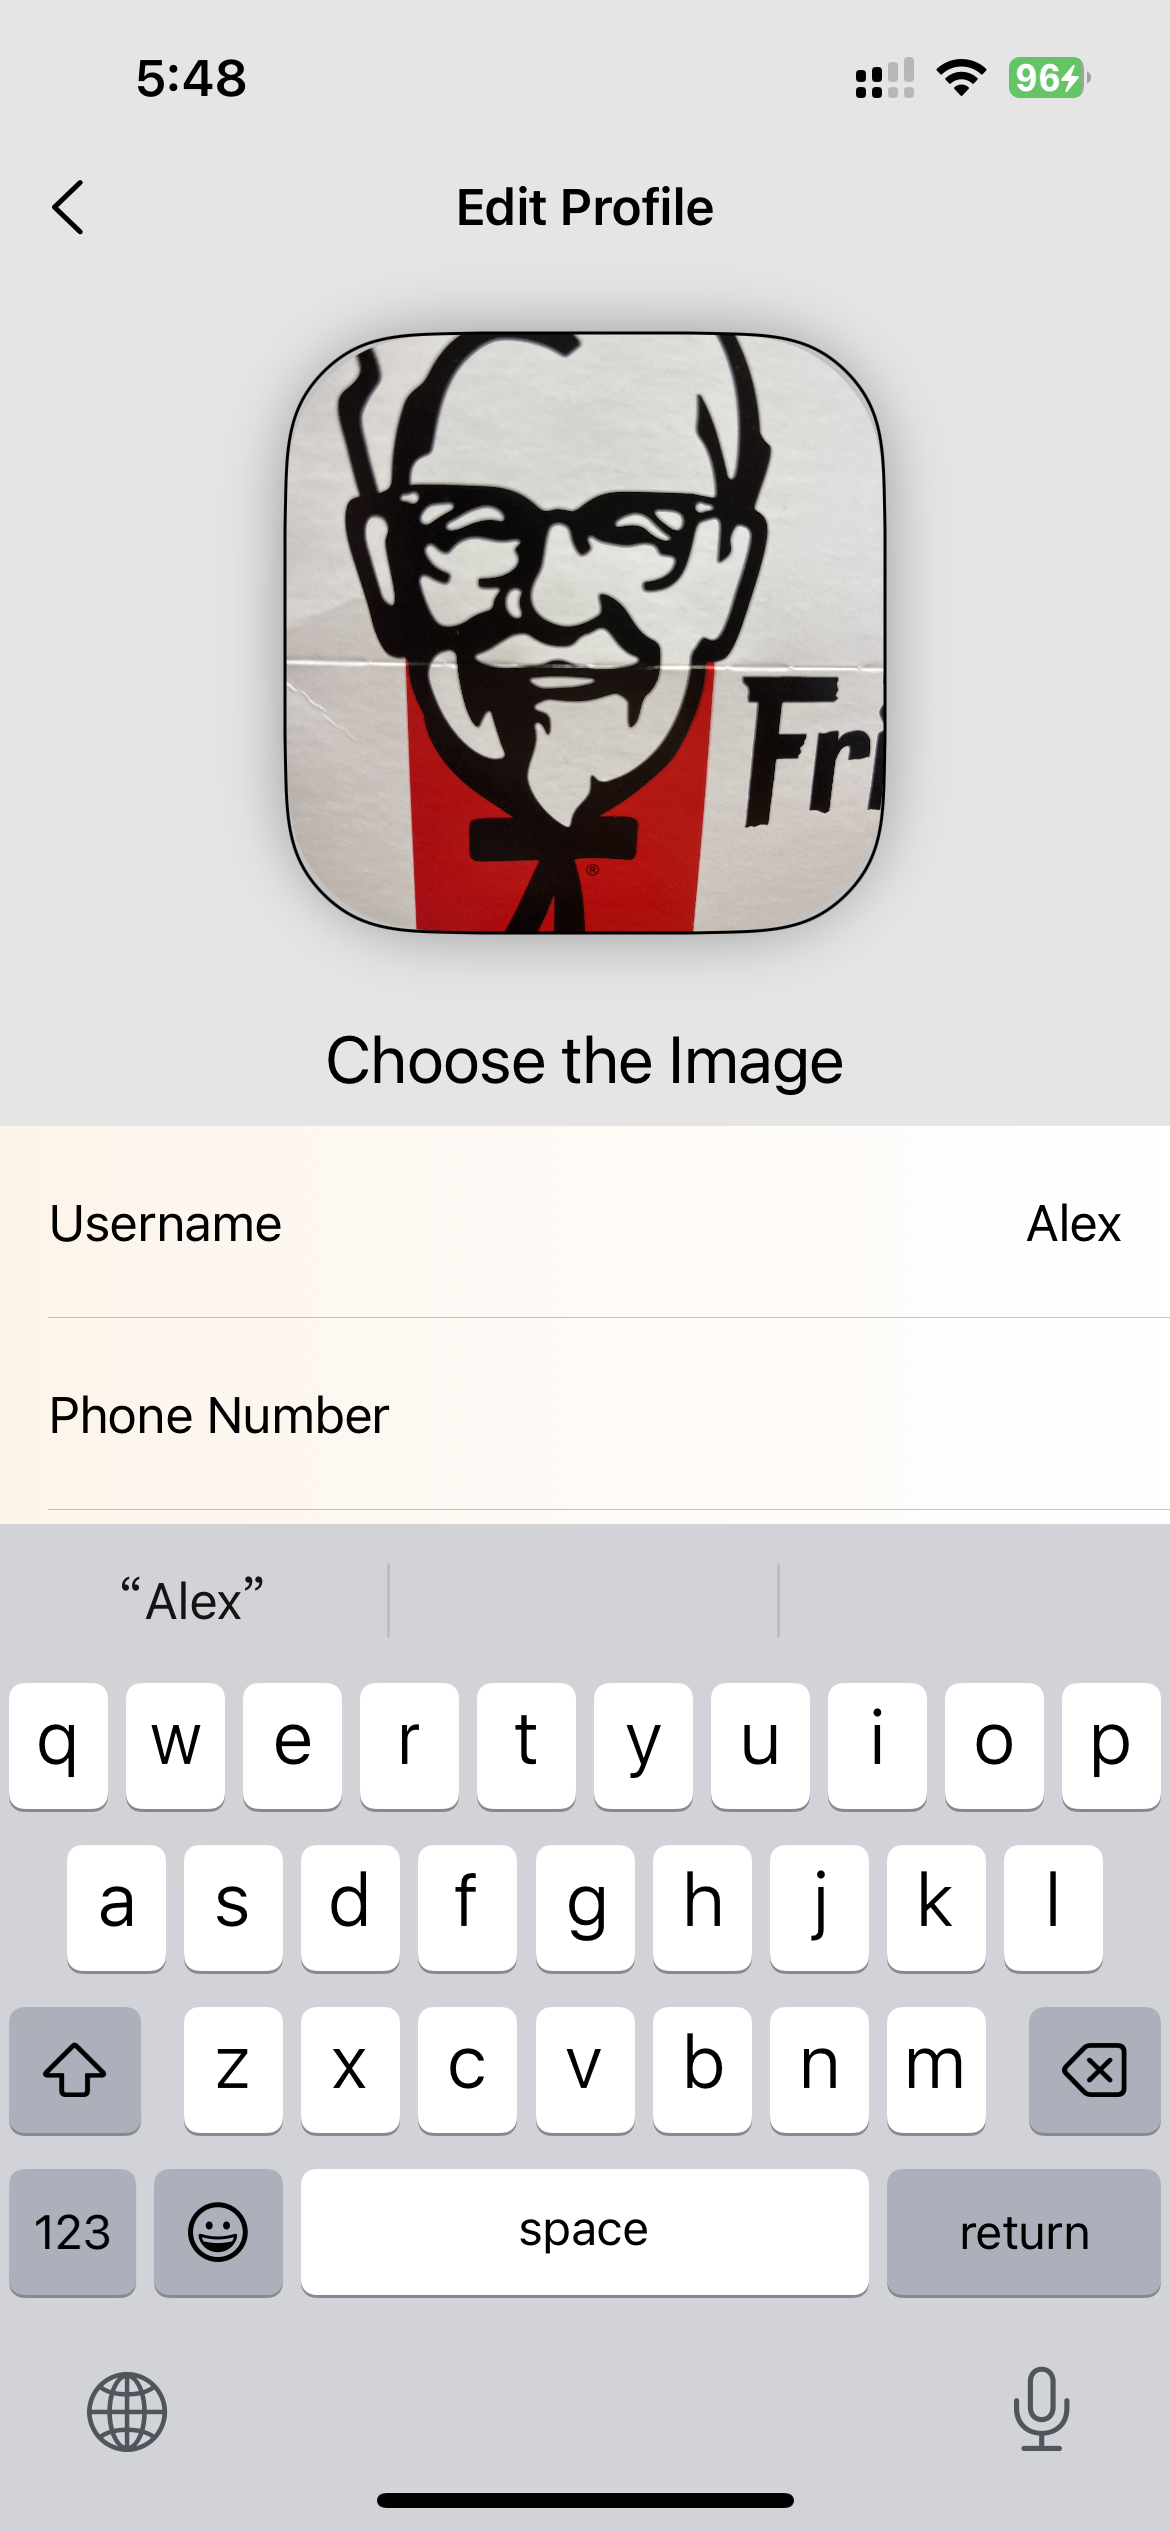 5:48
96
Edit Profile
Fri
®
Choose the Image
Username
Alex
Phone Number
“Alex”
q w e r t y u i o p
a s d f g h j k l
z x c v b n m
123
space
return